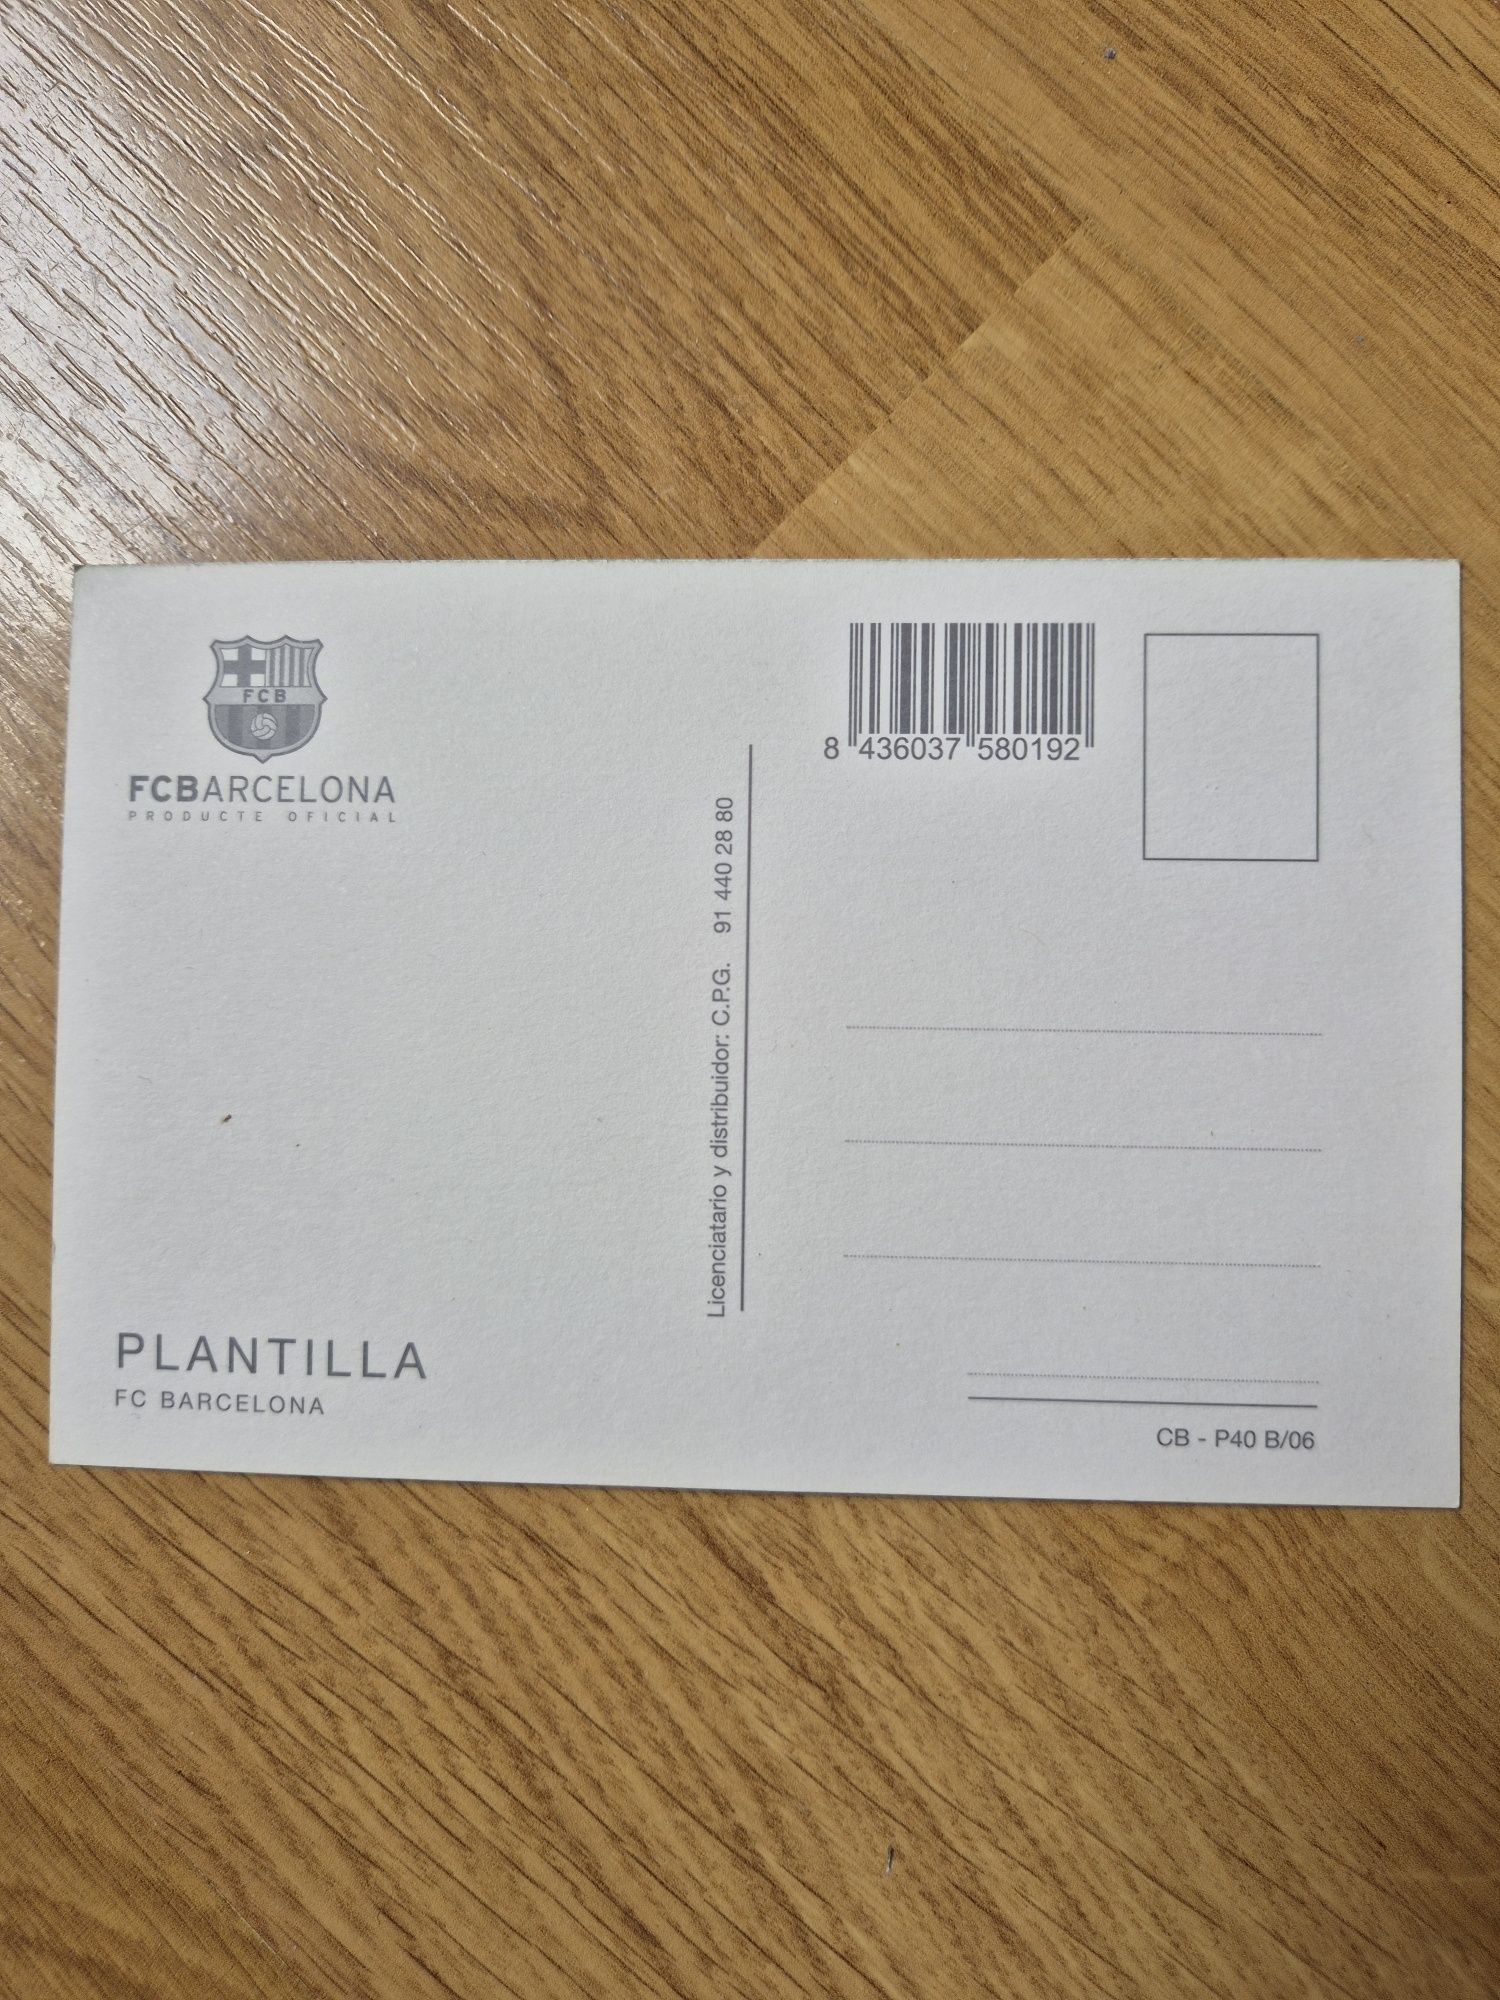 FCB
FCBARCELONA
PRODUCTE OFICIAL
PLANTILLA
FC BARCELONA
Licenciatario y distribuidor: C.P.G. 91 440 28 80
8 436037 580192
CB - P40 B/06